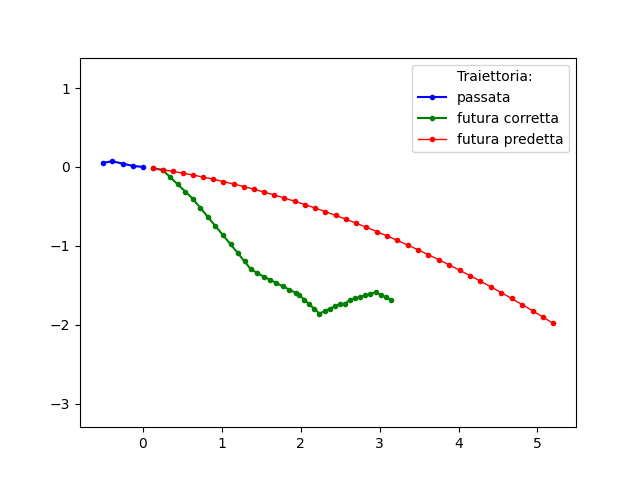 Traiettoria:
passata
futura corretta
futura predetta
1
0
−1
−2
−3
0 1 2 3 4 5